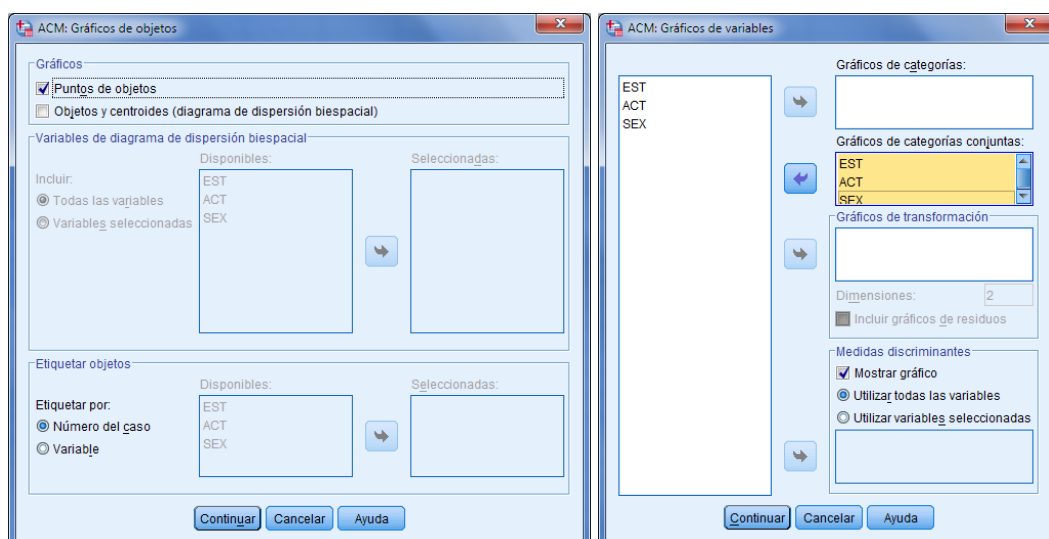 ACM: Gráficos de objetos
Gráficos
Puntos de objetos
Objetos y centroides (diagrama de dispersión biespacial)
Variables de diagrama de dispersión biespacial
Disponibles:
Seleccionadas:
Incluir:
Todas las variables
Variables seleccionadas
EST
ACT
SEX
Etiquetar objetos
Disponibles:
Seleccionadas:
Etiquetar por:
Número del caso
Variable
EST
ACT
SEX
Continuar
Cancelar
Ayuda
ACM: Gráficos de variables
EST
ACT
SEX
Gráficos de categorías:
Gráficos de categorías conjuntas:
EST
ACT
SEX
Gráficos de transformación
Dimensiones: 2
Incluir gráficos de residuos
Medidas discriminantes
Mostrar gráfico
Utilizar todas las variables
Utilizar variables seleccionadas
Continuar
Cancelar
Ayuda